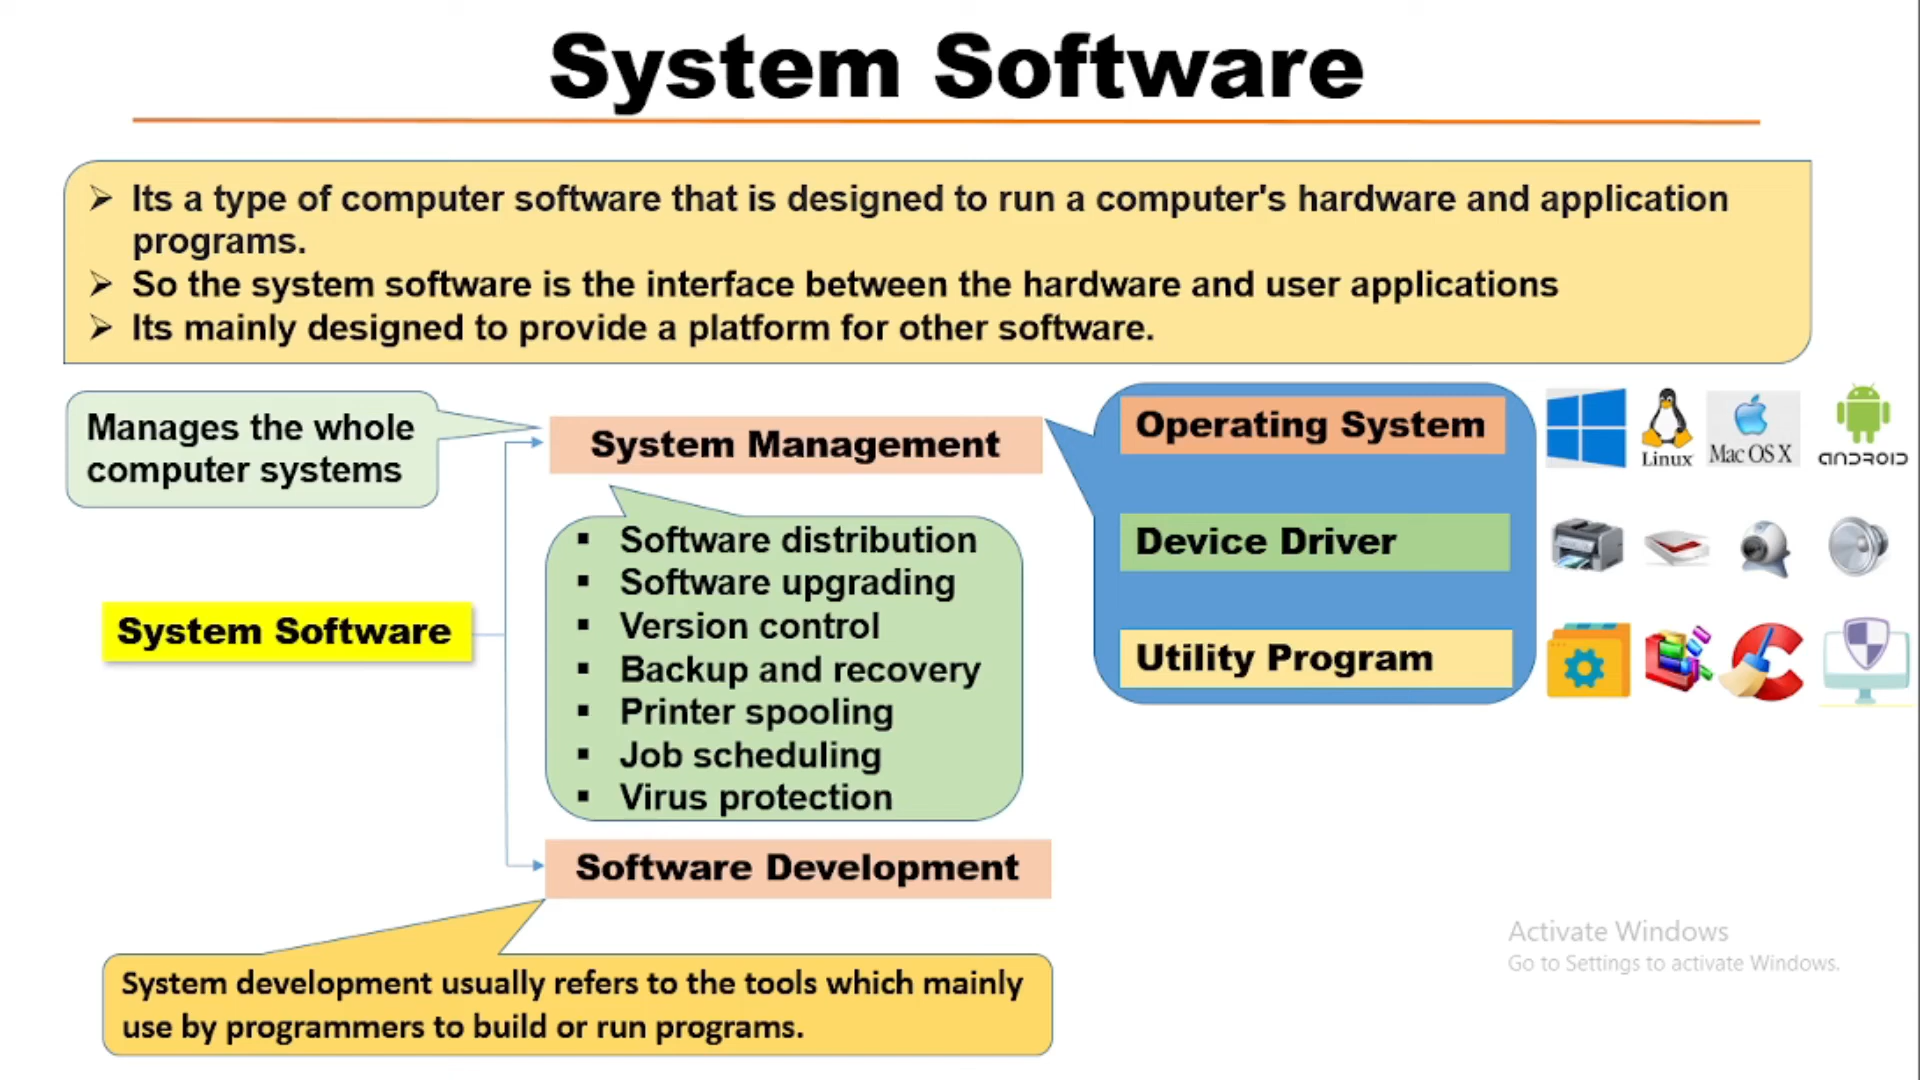 System Software
➢ Its a type of computer software that is designed to run a computer's hardware and application
programs.
➢ So the system software is the interface between the hardware and user applications
➢ Its mainly designed to provide a platform for other software.
Manages the whole
computer systems
System Management
Operating System
Linux
Mac OS X
ANDROID
▪ Software distribution
▪ Software upgrading
▪ Version control
▪ Backup and recovery
▪ Printer spooling
▪ Job scheduling
▪ Virus protection
Device Driver
System Software
Utility Program
Software Development
System development usually refers to the tools which mainly
use by programmers to build or run programs.
Activate Windows
Go to Settings to activate Windows.